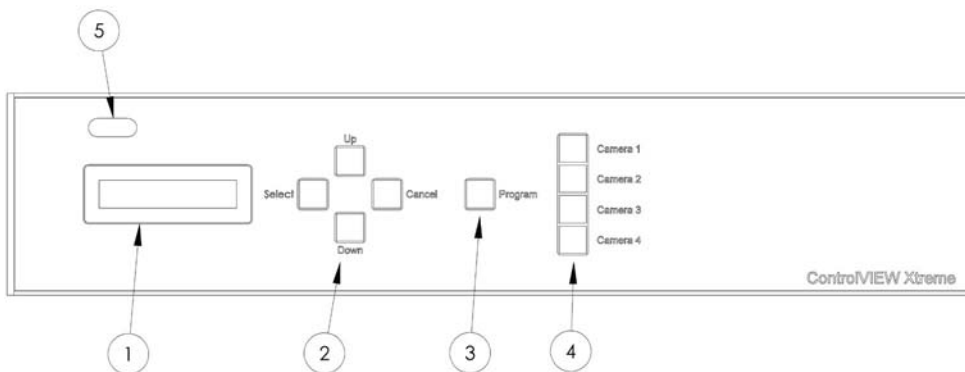 5
Up
Select
Cancel
Down
Program
Camera 1
Camera 2
Camera 3
Camera 4
ControlVIEW Xtreme
1
2
3
4